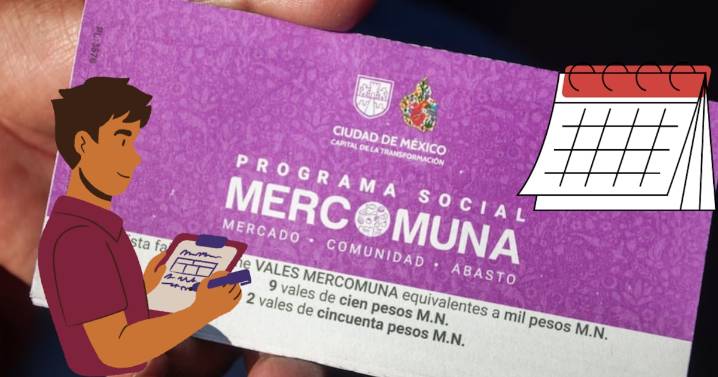 CIUDAD DE MÉXICO
CAPITAL DE LA TRANSFORMACIÓN
PROGRAMA SOCIAL
MERCOMUNA
MERCADO • COMUNIDAD • ABASTO
VALES MERCOMUNA equivalentes a mil pesos M.N.
9 vales de cien pesos M.N.
2 vales de cincuenta pesos M.N.